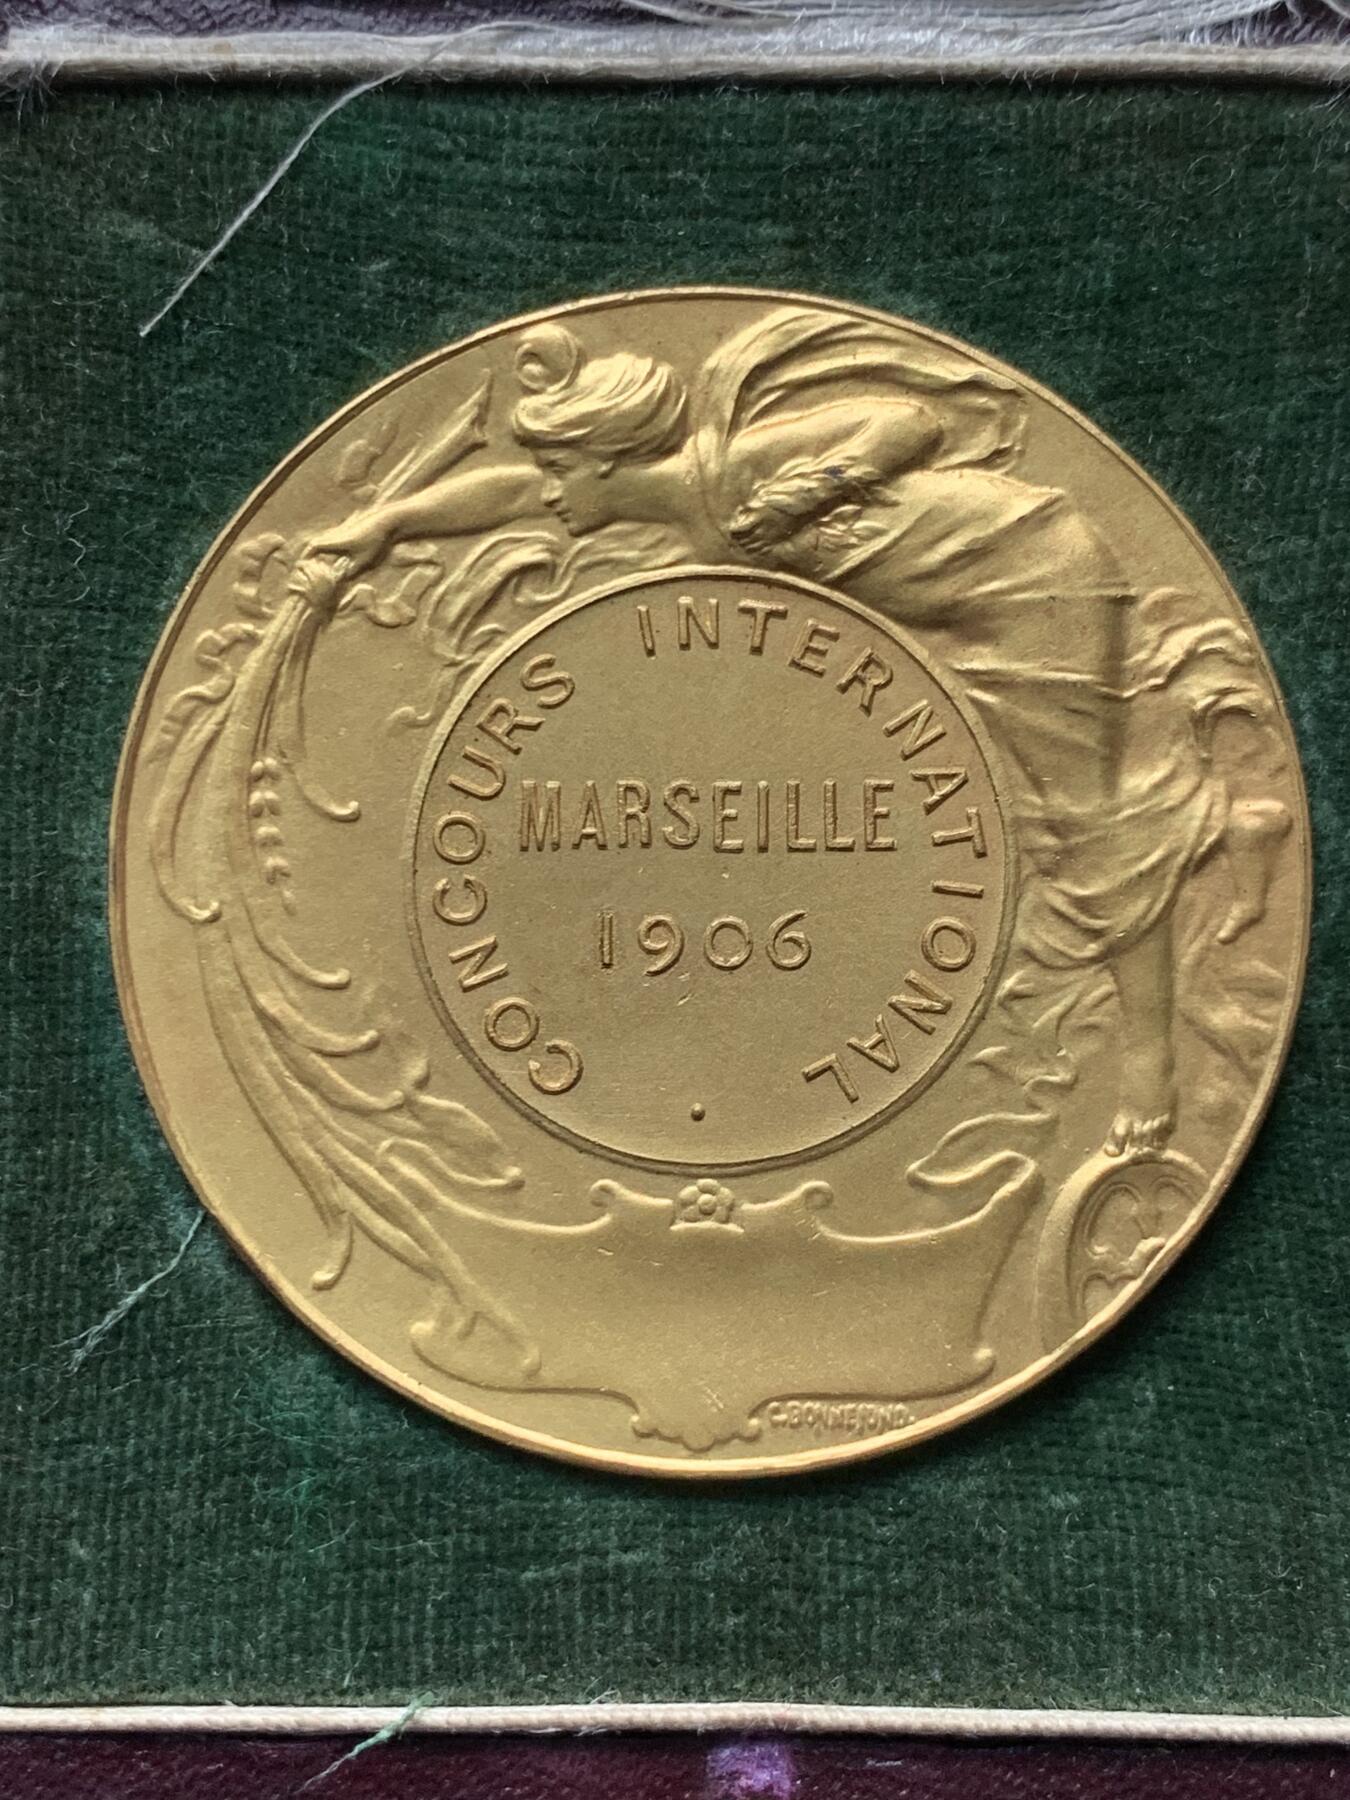 CONCOURS INTERNATIONAL
MARSEILLE
1906
C. BONNEFOND.